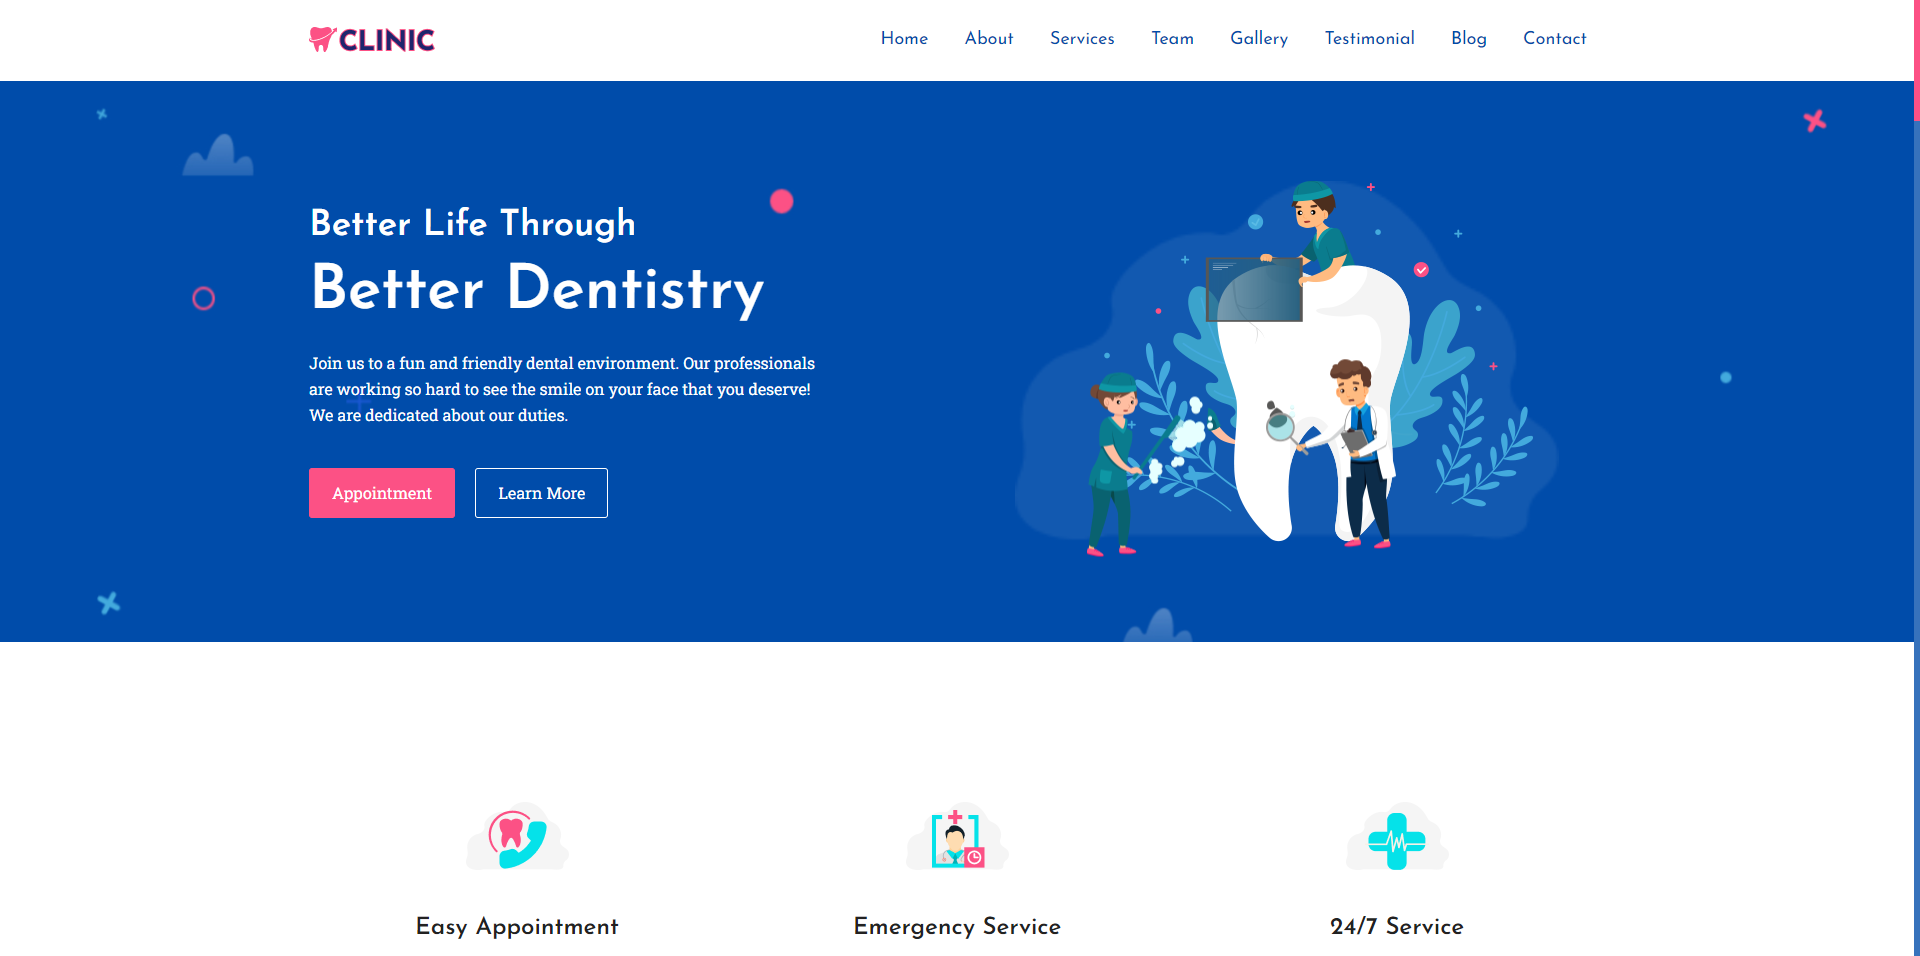 CLINIC
Home About Services Team Gallery Testimonial Blog Contact
Better Life Through
Better Dentistry
Join us to a fun and friendly dental environment. Our professionals
are working so hard to see the smile on your face that you deserve!
We are dedicated about our duties.
Appointment Learn More
Easy Appointment Emergency Service 24/7 Service